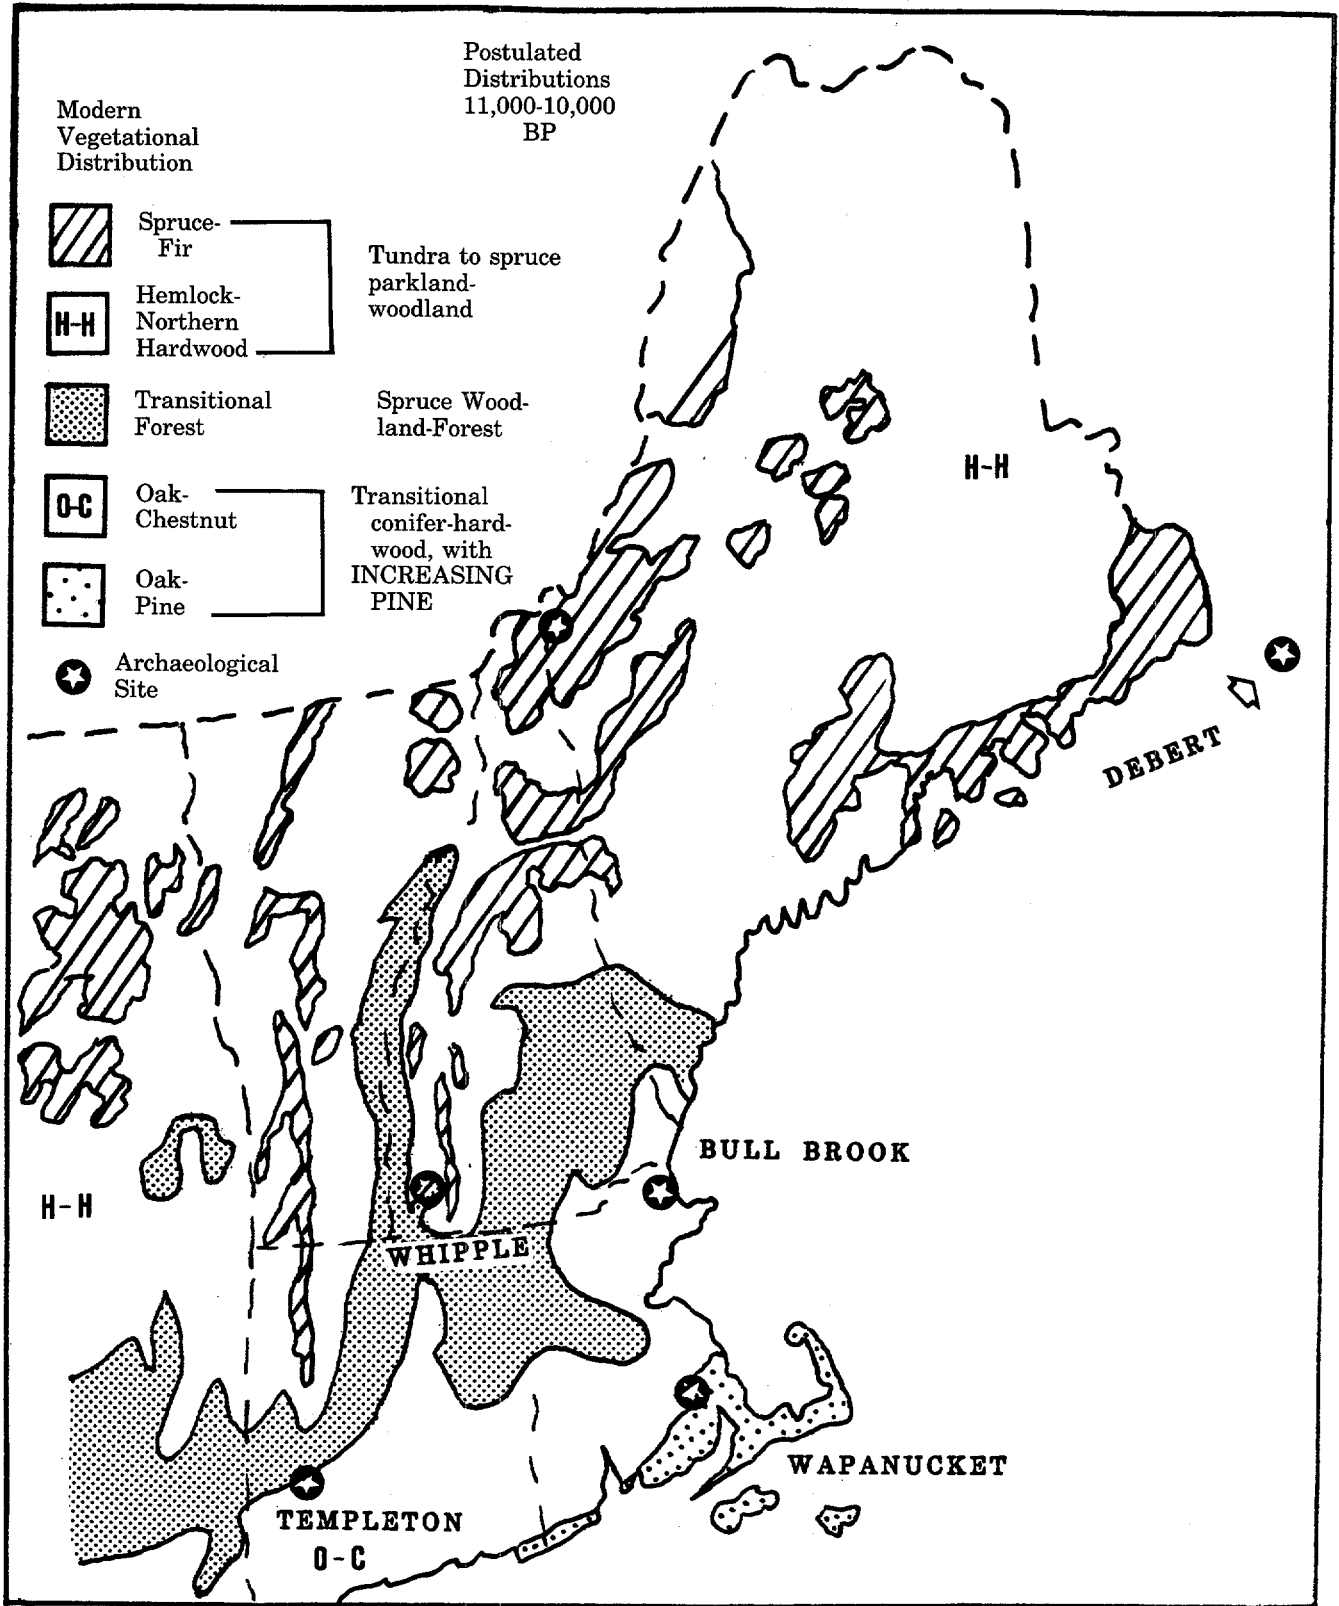 Postulated
Distributions
11,000-10,000
BP
Modern
Vegetational
Distribution
Spruce-
Fir
Tundra to spruce
parkland-
woodland
H-H
Hemlock-
Northern
Hardwood
Transitional
Forest
Spruce Wood-
land-Forest
O-C
Oak-
Chestnut
Transitional
conifer-hard-
wood, with
INCREASING
PINE
Oak-
Pine
Archaeological
Site
H-H
DEBERT
BULL BROOK
H-H
WHIPPLE
WAPANUCKET
TEMPLETON
O-C